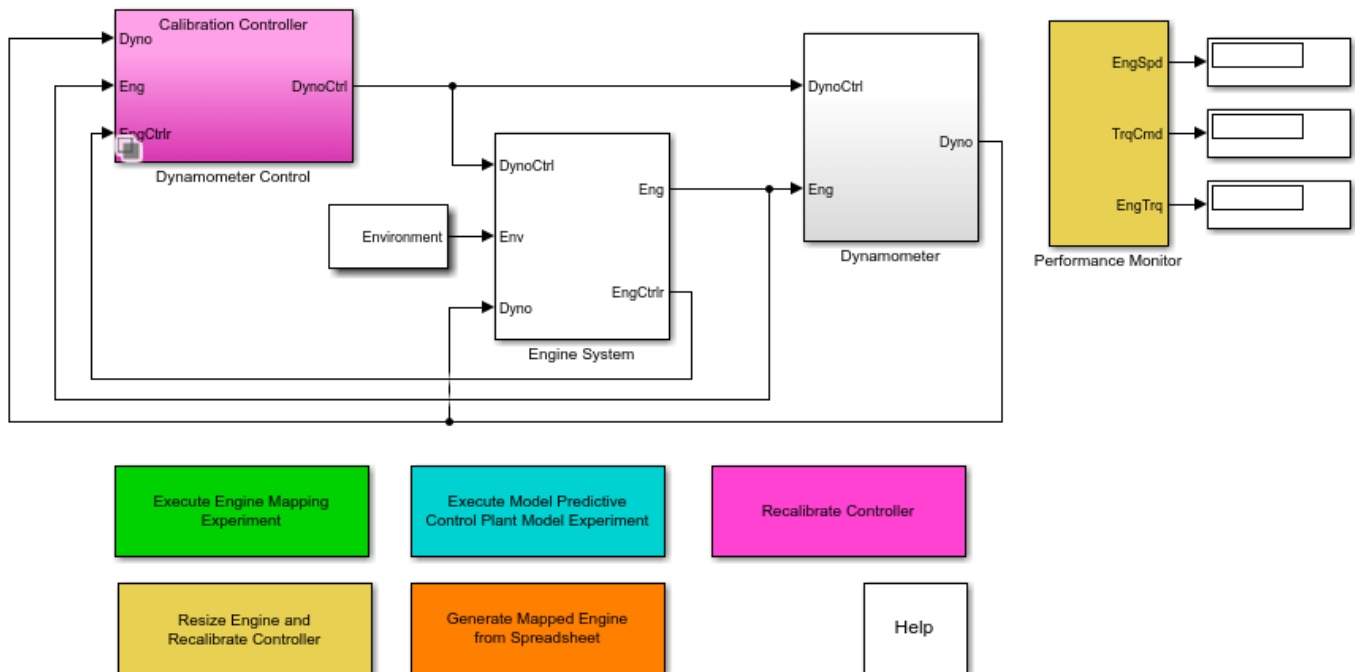 Calibration Controller
Dyno
Eng
EngCtrlr
DynoCtrl
Dynamometer Control
DynoCtrl
Env
Dyno
Eng
EngCtrlr
Engine System
Environment
DynoCtrl
Eng
Dyno
Dynamometer
EngSpd
TrqCmd
EngTrq
Performance Monitor
Execute Engine Mapping
Experiment
Execute Model Predictive
Control Plant Model Experiment
Recalibrate Controller
Resize Engine and
Recalibrate Controller
Generate Mapped Engine
from Spreadsheet
Help